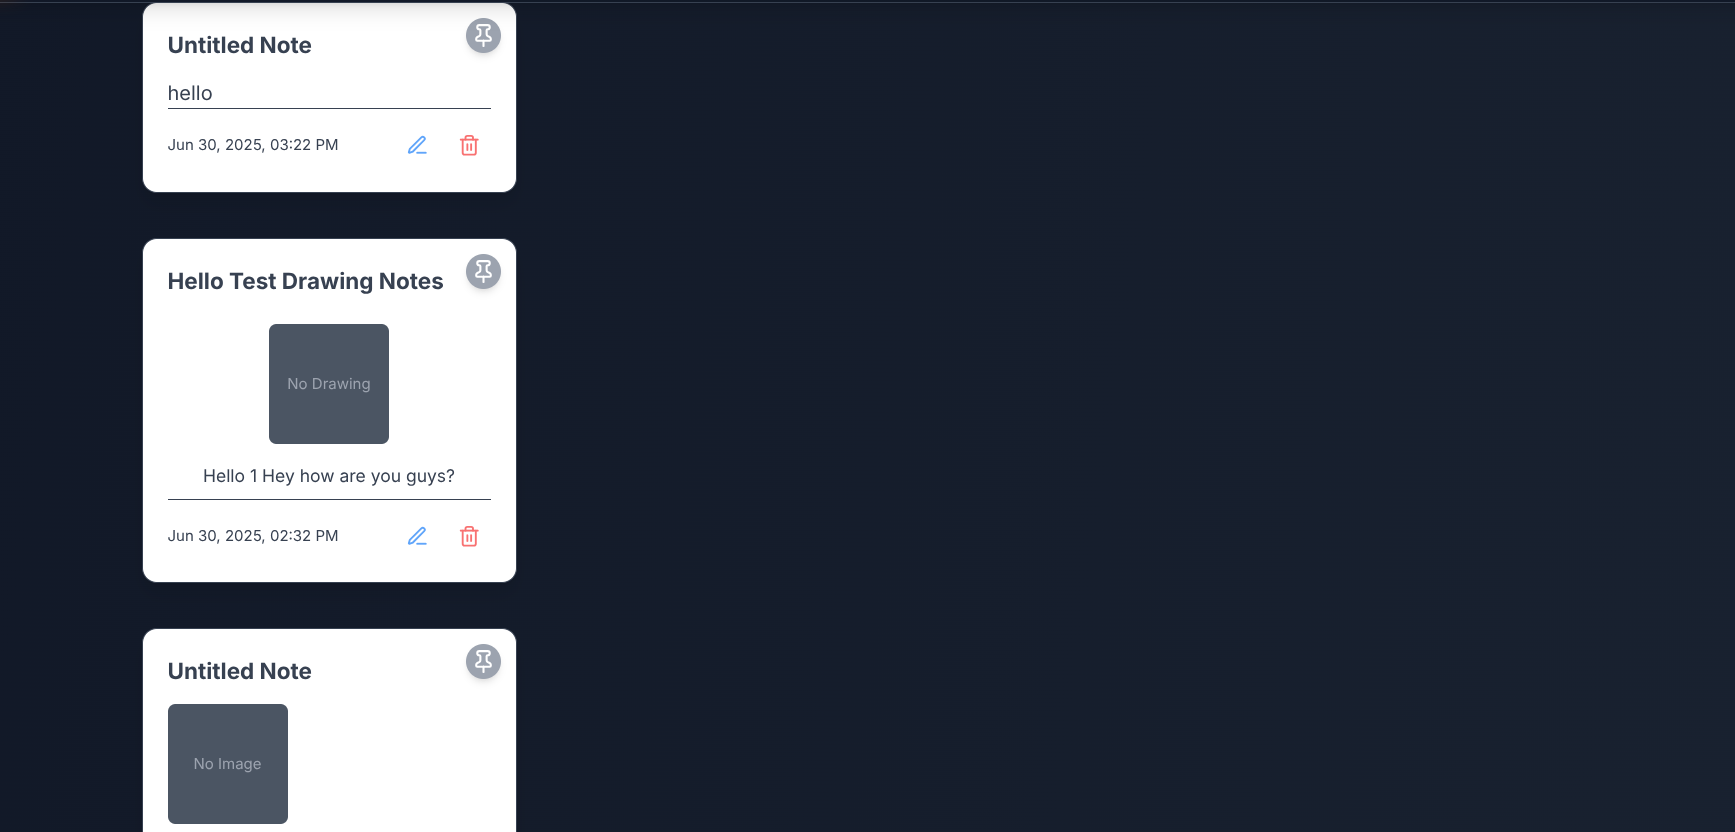 Untitled Note
hello
Jun 30, 2025, 03:22 PM
Hello Test Drawing Notes
No Drawing
Hello 1 Hey how are you guys?
Jun 30, 2025, 02:32 PM
Untitled Note
No Image